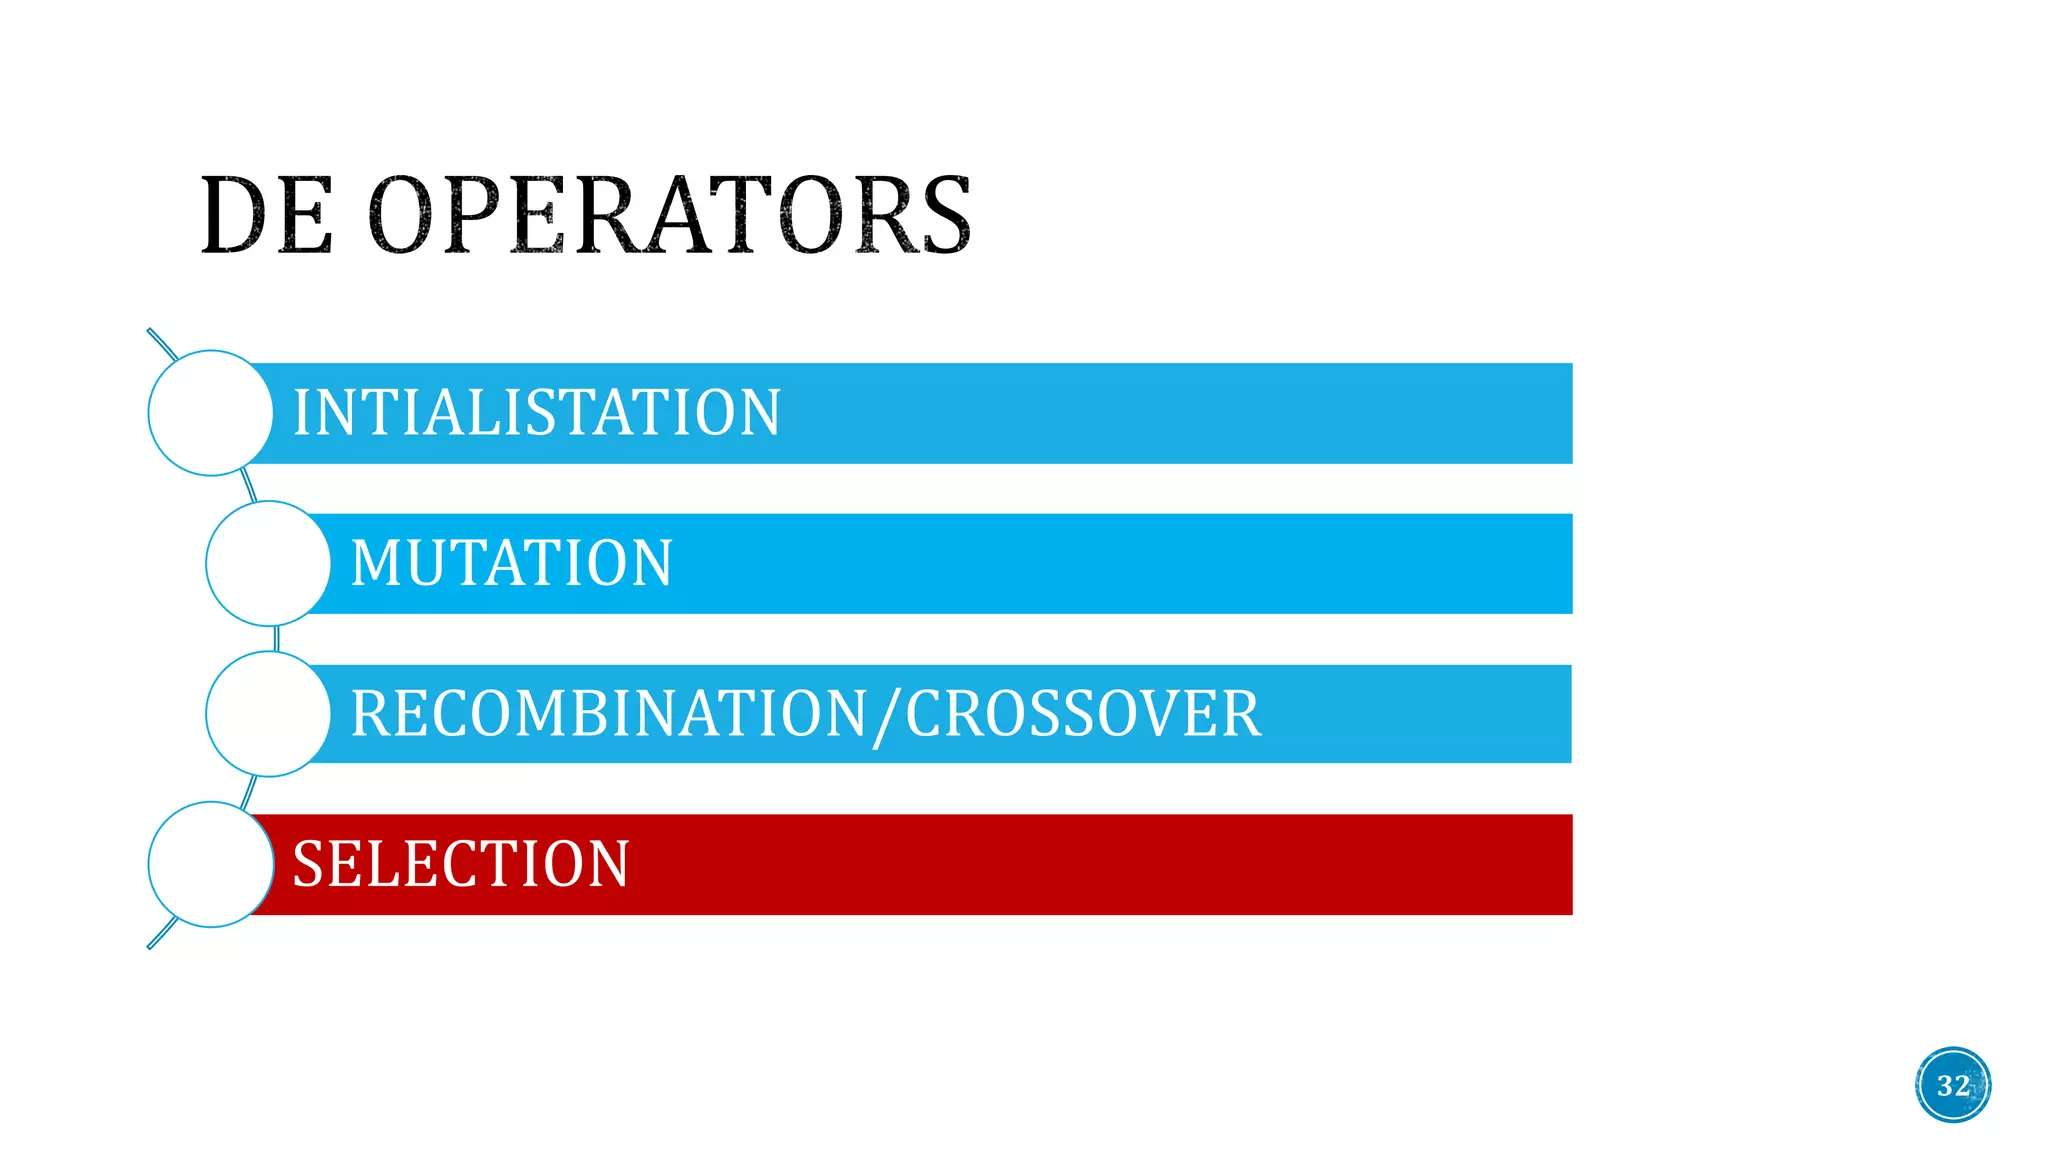 DE OPERATORS
INTIALISTATION
MUTATION
RECOMBINATION/CROSSOVER
SELECTION
32